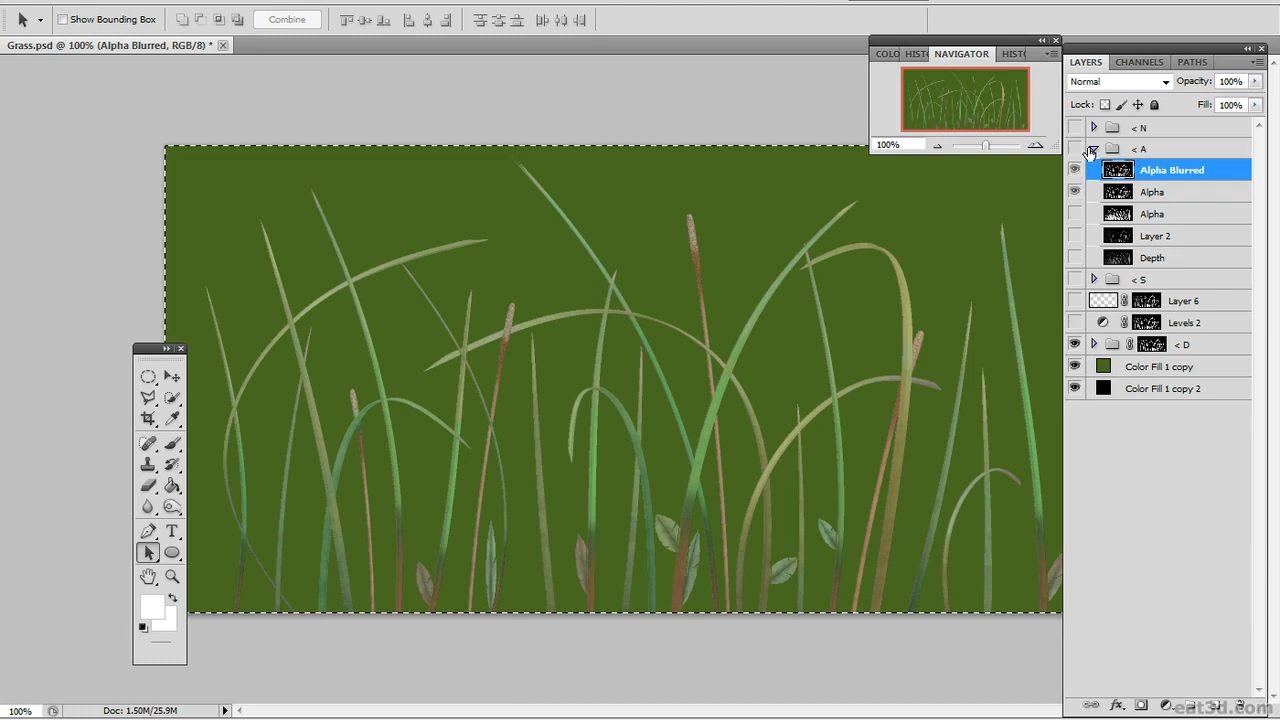 Show Bounding Box
Combine
Grass.psd @ 100% (Alpha Blurred, RGB/8) *
COLO
HIST
NAVIGATOR
HIST
100%
LAYERS
CHANNELS
PATHS
Normal
Opacity: 100%
Lock:
Fill: 100%
< N
< A
Alpha Blurred
Alpha
Alpha
Layer 2
Depth
< S
Layer 6
Levels 2
< D
Color Fill 1 copy
Color Fill 1 copy 2
T
100%
Doc: 1.50M/25.9M
fx
eat3d.com